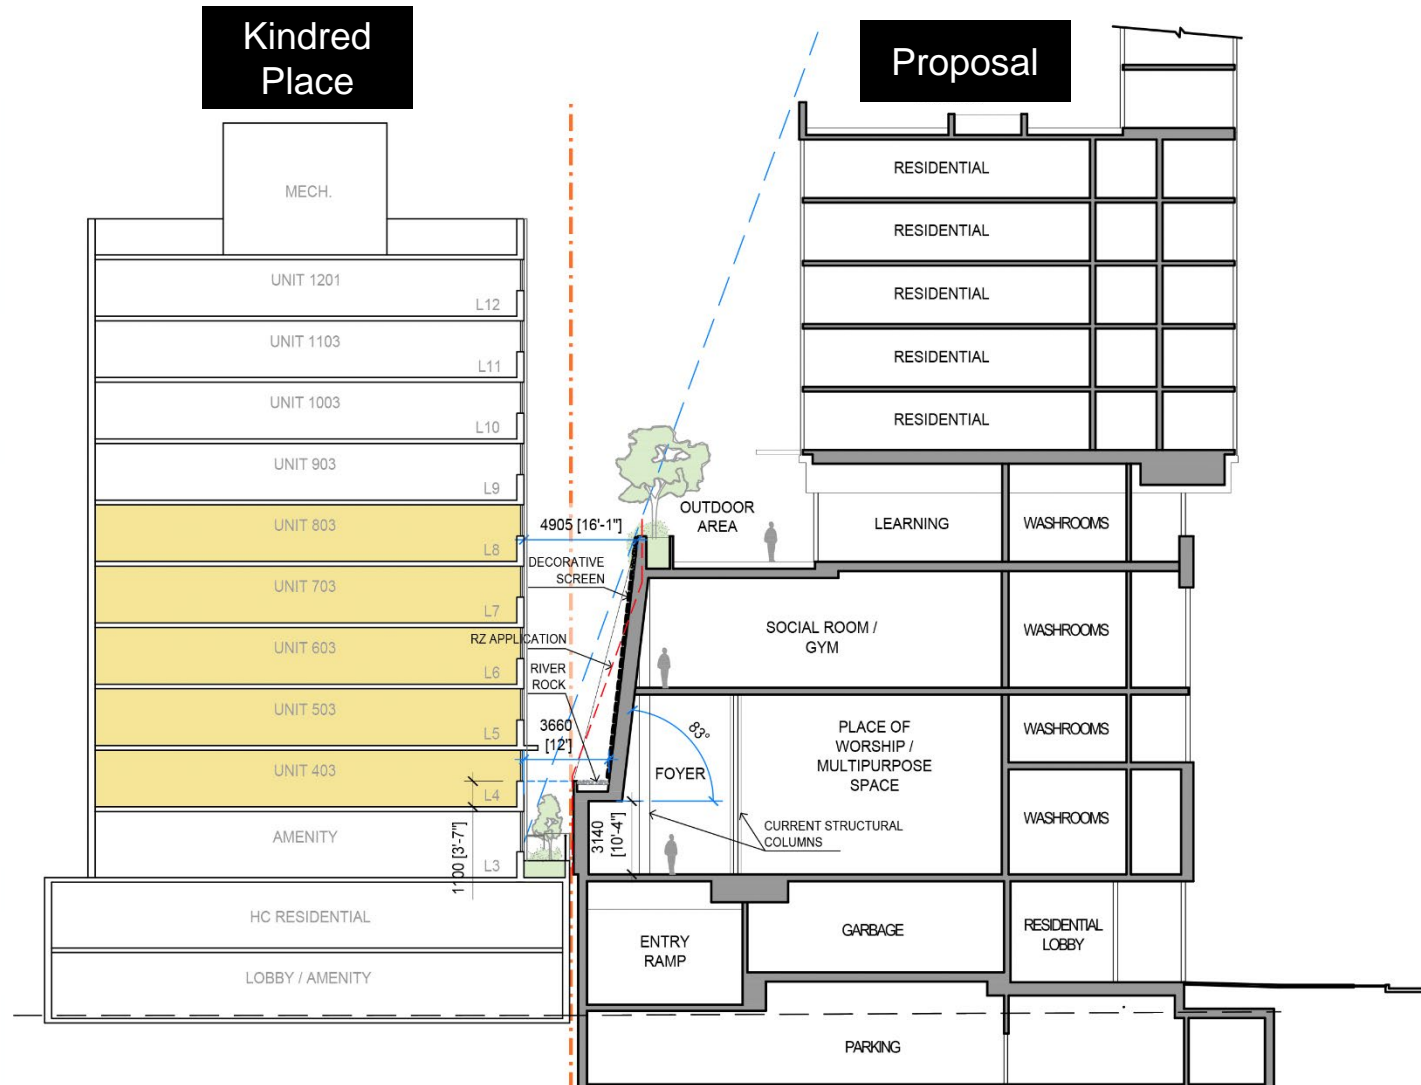 Kindred
Place
Proposal
MECH.
UNIT 1201
L12
UNIT 1103
L11
UNIT 1003
L10
UNIT 903
L9
UNIT 803
L8
UNIT 703
L7
UNIT 603
L6
UNIT 503
L5
UNIT 403
L4
AMENITY
L3
HC RESIDENTIAL
LOBBY / AMENITY
1100 [3'-7"]
4905 [16'-1"]
DECORATIVE
SCREEN
RZ APPLICATION
RIVER
ROCK
3660
[12']
3140
[10'-4"]
83°
OUTDOOR
AREA
RESIDENTIAL
RESIDENTIAL
RESIDENTIAL
RESIDENTIAL
RESIDENTIAL
LEARNING
WASHROOMS
SOCIAL ROOM /
GYM
WASHROOMS
PLACE OF
WORSHIP /
MULTIPURPOSE
SPACE
WASHROOMS
FOYER
CURRENT STRUCTURAL
COLUMNS
WASHROOMS
ENTRY
RAMP
GARBAGE
RESIDENTIAL
LOBBY
PARKING